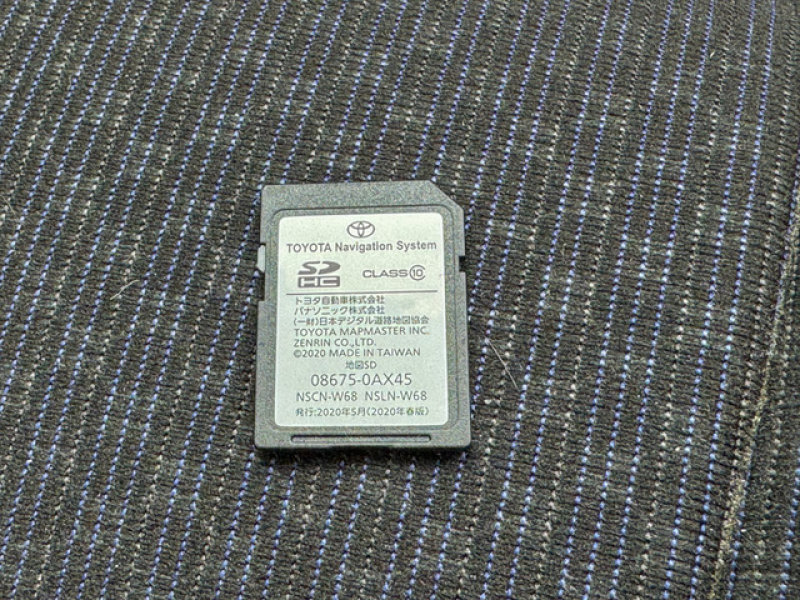 TOYOTA Navigation System
SD HC CLASS⑩
トヨタ自動車株式会社
パナソニック株式会社
(一財)日本デジタル道路地図協会
TOYOTA MAPMASTER INC.
ZENRIN CO.,LTD.
©2020 MADE IN TAIWAN
地図SD
08675-0AX45
NSCN-W68 NSLN-W68
発行:2020年5月(2020年春版)